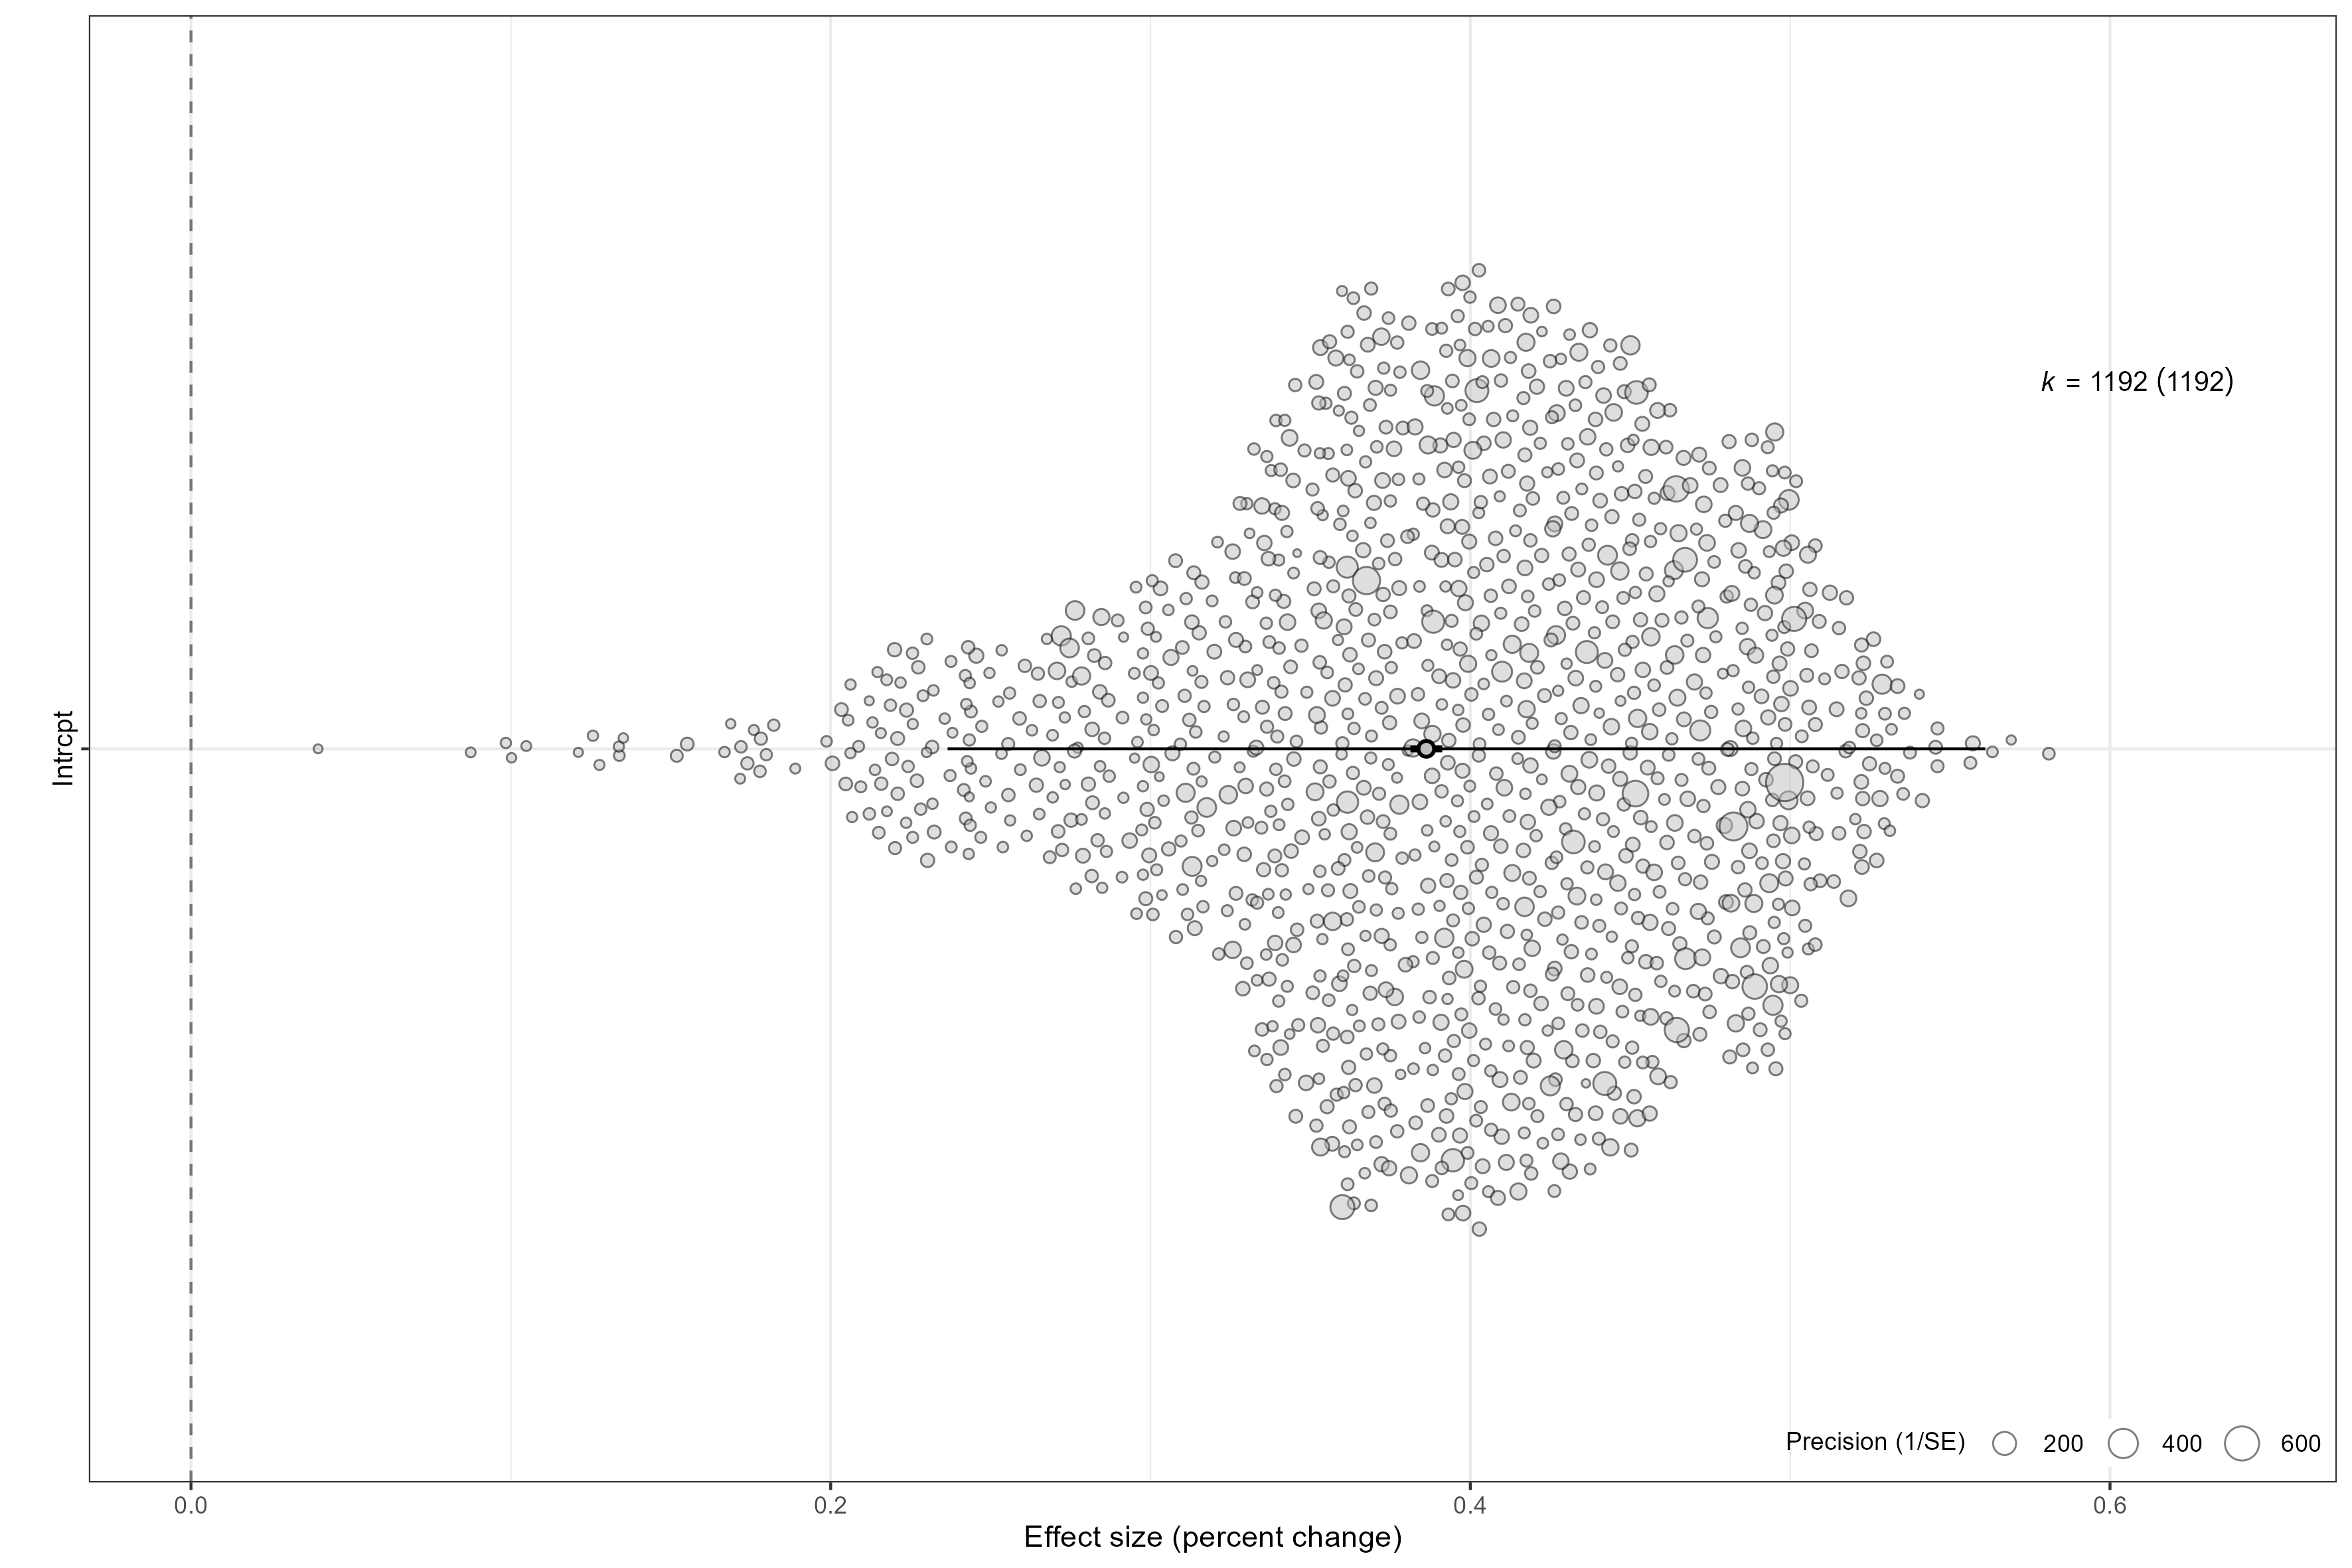 k = 1192 (1192)
Intrcpt
Precision (1/SE) 200 400 600
0.0 0.2 0.4 0.6
Effect size (percent change)